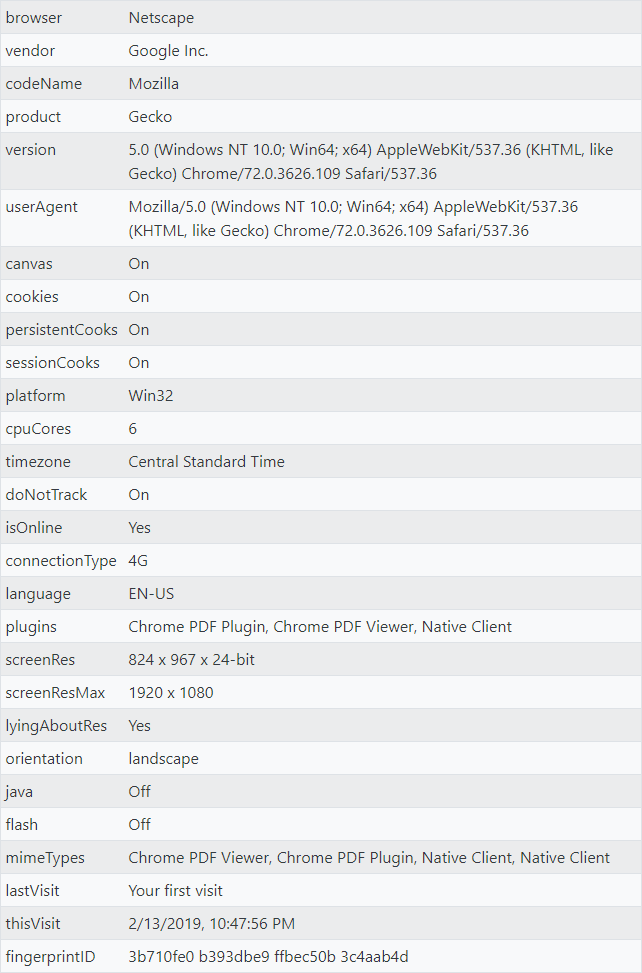 browser Netscape
vendor Google Inc.
codeName Mozilla
product Gecko
version 5.0 (Windows NT 10.0; Win64; x64) AppleWebKit/537.36 (KHTML, like
Gecko) Chrome/72.0.3626.109 Safari/537.36
userAgent Mozilla/5.0 (Windows NT 10.0; Win64; x64) AppleWebKit/537.36
(KHTML, like Gecko) Chrome/72.0.3626.109 Safari/537.36
canvas On
cookies On
persistentCooks On
sessionCooks On
platform Win32
cpuCores 6
timezone Central Standard Time
doNotTrack On
isOnline Yes
connectionType 4G
language EN-US
plugins Chrome PDF Plugin, Chrome PDF Viewer, Native Client
screenRes 824 x 967 x 24-bit
screenResMax 1920 x 1080
lyingAboutRes Yes
orientation landscape
java Off
flash Off
mimeTypes Chrome PDF Viewer, Chrome PDF Plugin, Native Client, Native Client
lastVisit Your first visit
thisVisit 2/13/2019, 10:47:56 PM
fingerprintID 3b710fe0 b393dbe9 ffbec50b 3c4aab4d